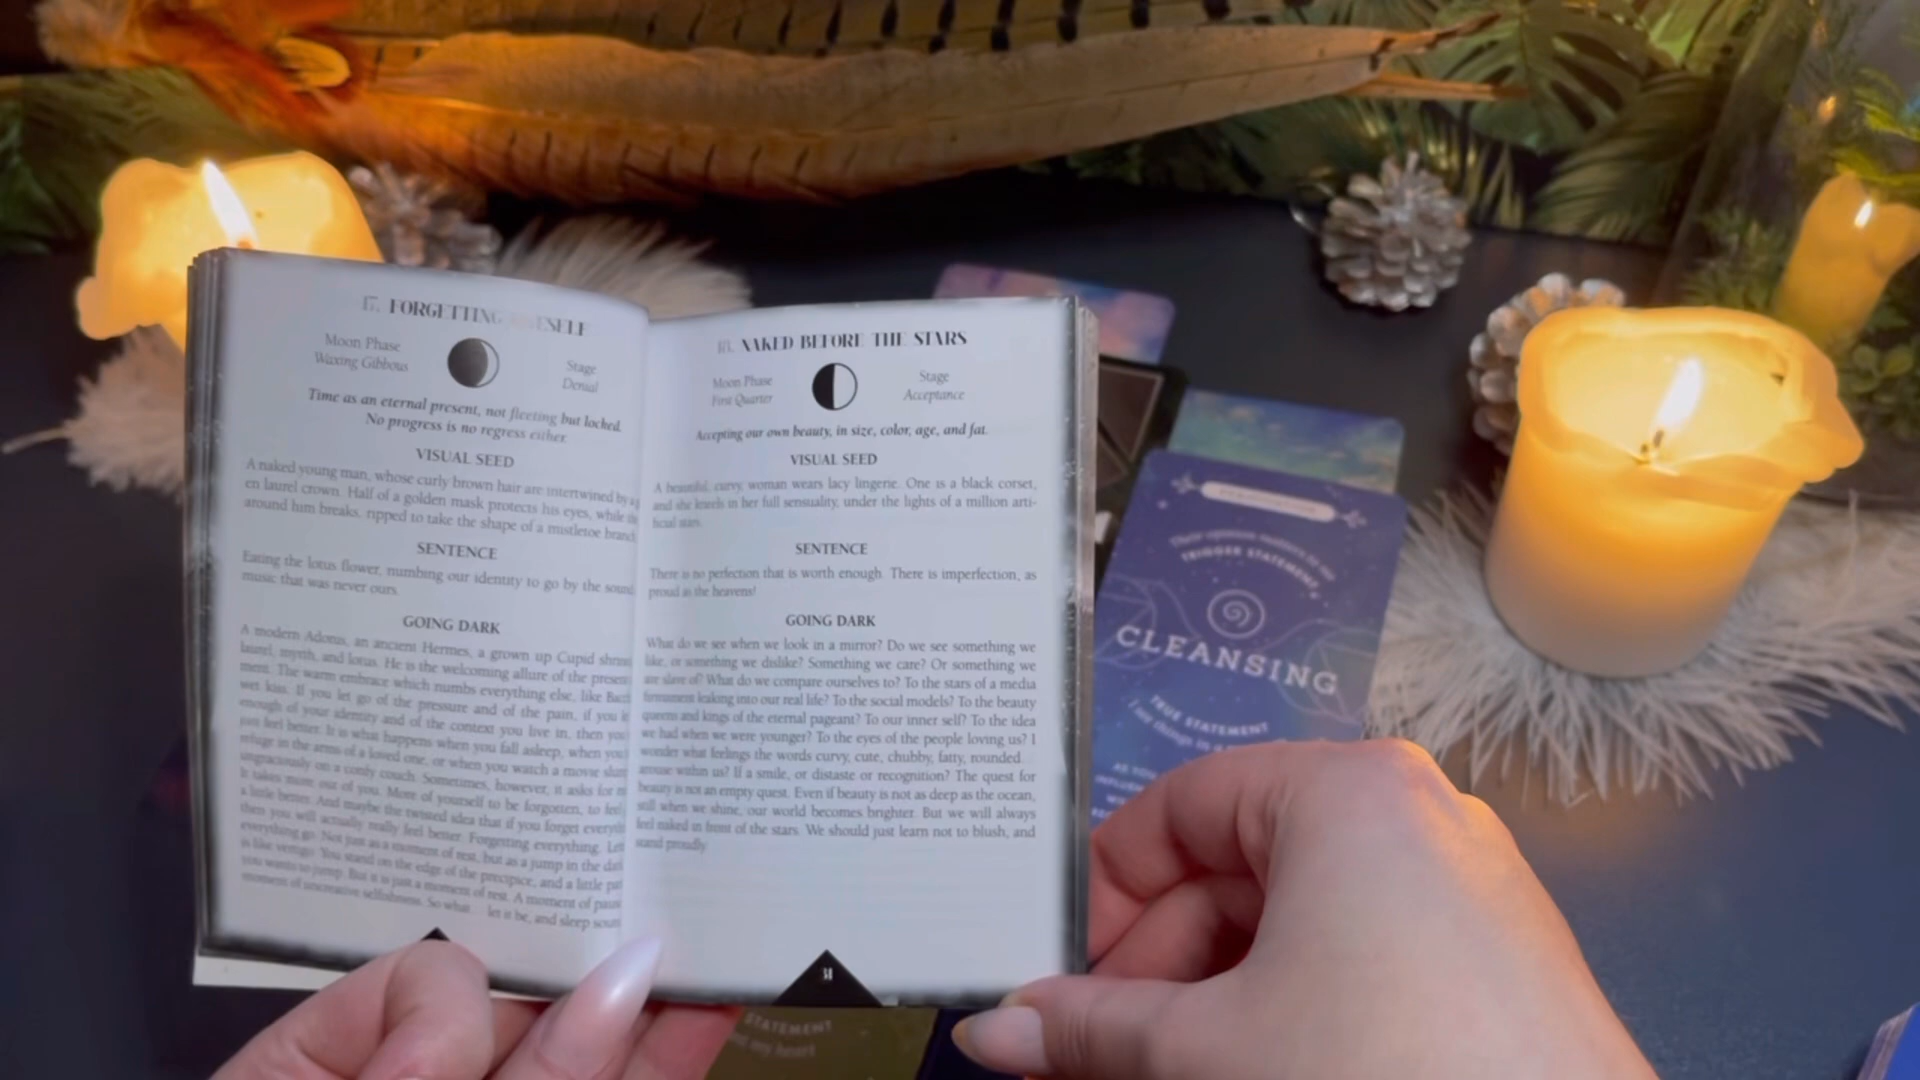 17. FORGETTING ONESELF
Moon Phase
Waxing Gibbous
Stage
Denial
Time as an eternal present, not fleeting but locked.
No progress is no regress either.
VISUAL SEED
A naked young man, whose curly brown hair are intertwined by a
en laurel crown. Half of a golden mask protects his eyes, while
around him breaks, ripped to take the shape of a mistletoe brand
SENTENCE
Eating the lotus flower, numbing our identity to go by the sound
music that was never ours.
GOING DARK
A modern Adonis, an ancient Hermes, a grown up Cupid
laurel, myrth, and lotus. He is the welcoming allure of the present
ment. The warm embrace which numbs everything else, like
wet kiss. If you let go of the pressure and of the pain, if you
enough of your identity and of the context you live in, then you
just feel better. It is what happens when you fall asleep, when you
refuge in the arms of a loved one, or when you watch a movie
ungraciously on a comfy couch. Sometimes, however, it asks for
It takes more out of you. More of yourself to be forgotten, to feel
a little better. And maybe the twisted idea that if you forget everyth
then you will actually really feel better. Forgetting everything. Let
everything go. Not just as a moment of rest, but as a jump in the
is like vertigo. You stand on the edge of the precipice, and a little
you wants to jump. But it is just a moment of rest. A moment of
moment of uncreative selfishness. So what... let it be, and sleep
18. NAKED BEFORE THE STARS
Moon Phase
First Quarter
Stage
Acceptance
Accepting our own beauty, in size, color, age, and fat.
VISUAL SEED
A beautiful, curvy, woman wears lacy lingerie. One is a black corset,
and she kneels in her full sensuality, under the lights of a million arti-
ficial stars.
SENTENCE
There is no perfection that is worth enough. There is imperfection, as
proud as the heavens!
GOING DARK
What do we see when we look in a mirror? Do we see something we
like, or something we dislike? Something we care? Or something we
are slave of? What do we compare ourselves to? To the stars of a media
firmament leaking into our real life? To the social models? To the beauty
queens and kings of the eternal pageant? To our inner self? To the idea
we had when we were younger? To the eyes of the people loving us? I
wonder what feelings the words curvy, cute, chubby, fatty, rounded...
arouse within us? If a smile, or distaste or recognition? The quest for
beauty is not an empty quest. Even if beauty is not as deep as the ocean,
still when we shine, our world becomes brighter. But we will always
feel naked in front of the stars. We should just learn not to blush, and
stand proudly.
31
TRIGGER STATEMENT
CLEANSING
TRUE STATEMENT
I see things in a
STATEMENT
my heart